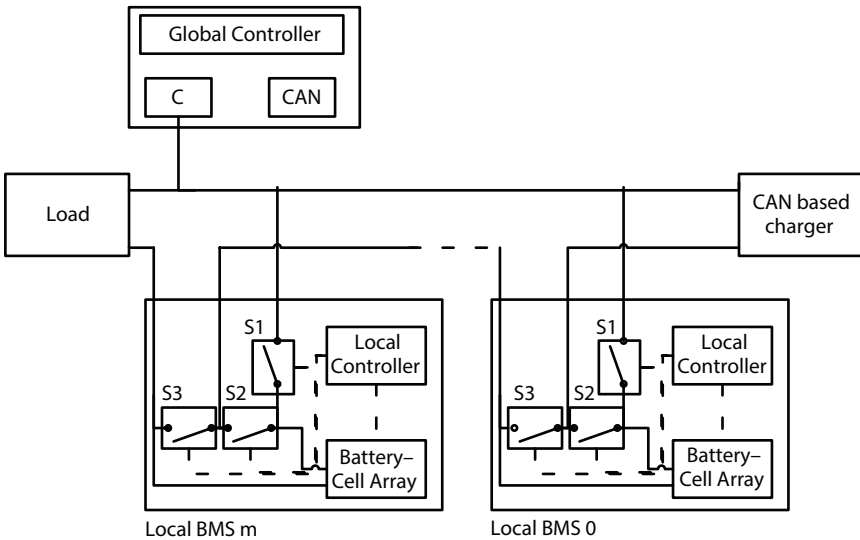 Global Controller
C
CAN
Load
CAN based
charger
S1
Local
Controller
S3
S2
Battery–
Cell Array
Local BMS m
S1
Local
Controller
S3
S2
Battery–
Cell Array
Local BMS 0